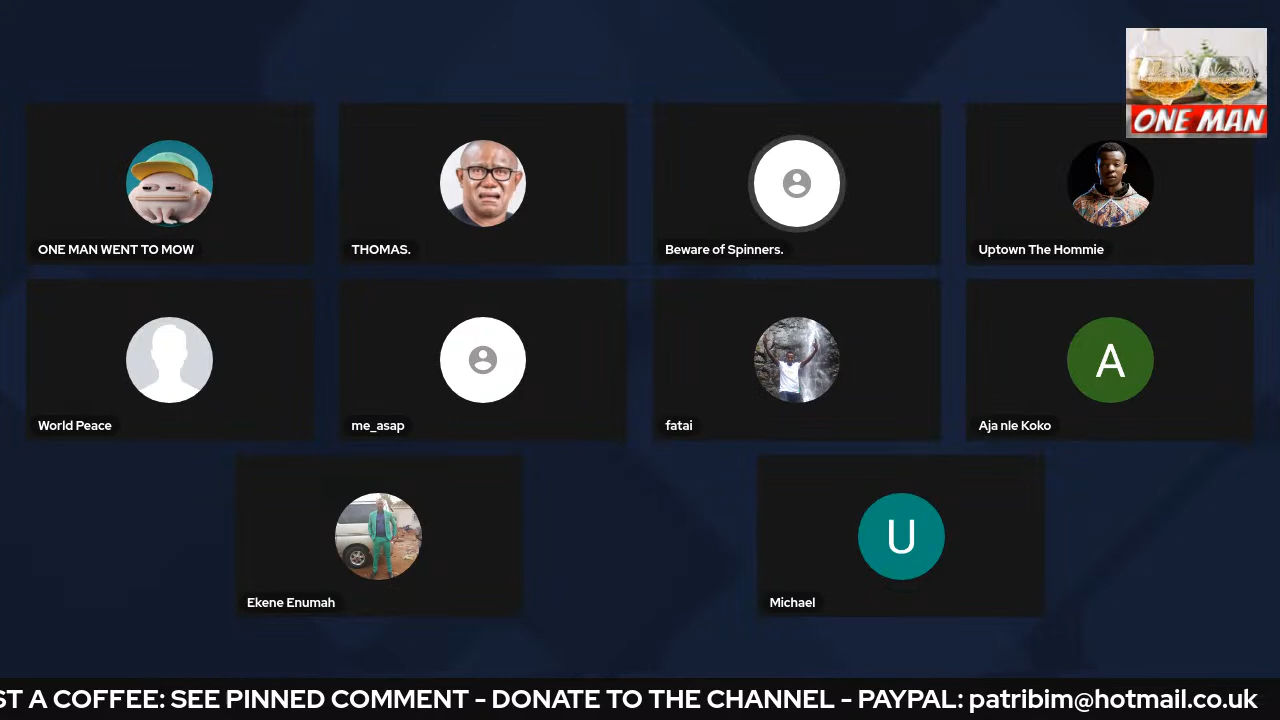 ONE MAN
ONE MAN WENT TO MOW
THOMAS.
Beware of Spinners.
Uptown The Hommie
World Peace
me_asap
fatai
A
Aja nle Koko
Ekene Enumah
U
Michael
ST A COFFEE: SEE PINNED COMMENT - DONATE TO THE CHANNEL - PAYPAL: patribim@hotmail.co.uk